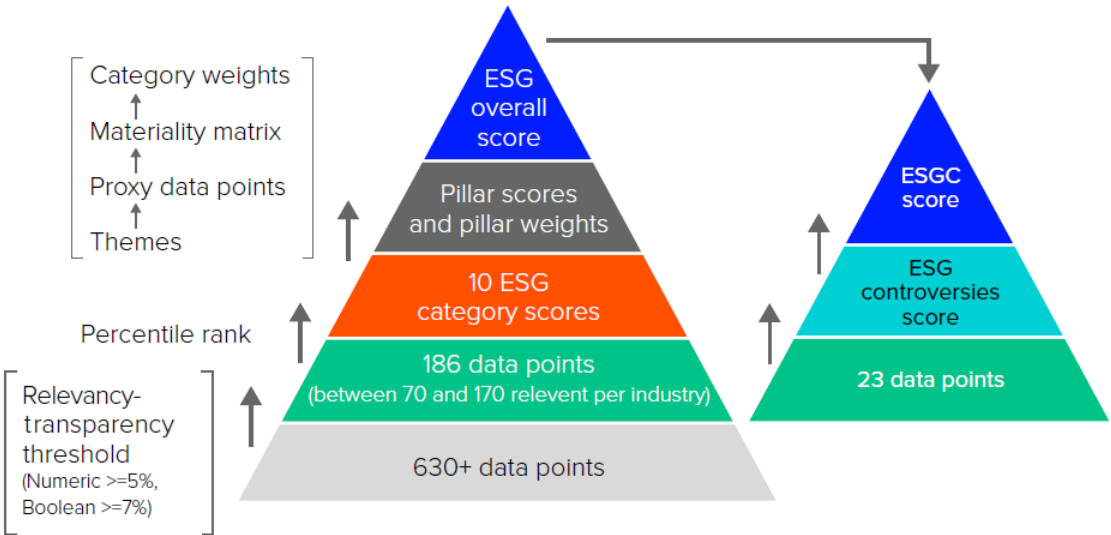 Category weights
Materiality matrix
Proxy data points
Themes
Percentile rank
Relevancy-
transparency
threshold
(Numeric >=5%,
Boolean >=7%)
ESG
overall
score
Pillar scores
and pillar weights
10 ESG
category scores
186 data points
(between 70 and 170 relevent per industry)
630+ data points
ESGC
score
ESG
controversies
score
23 data points